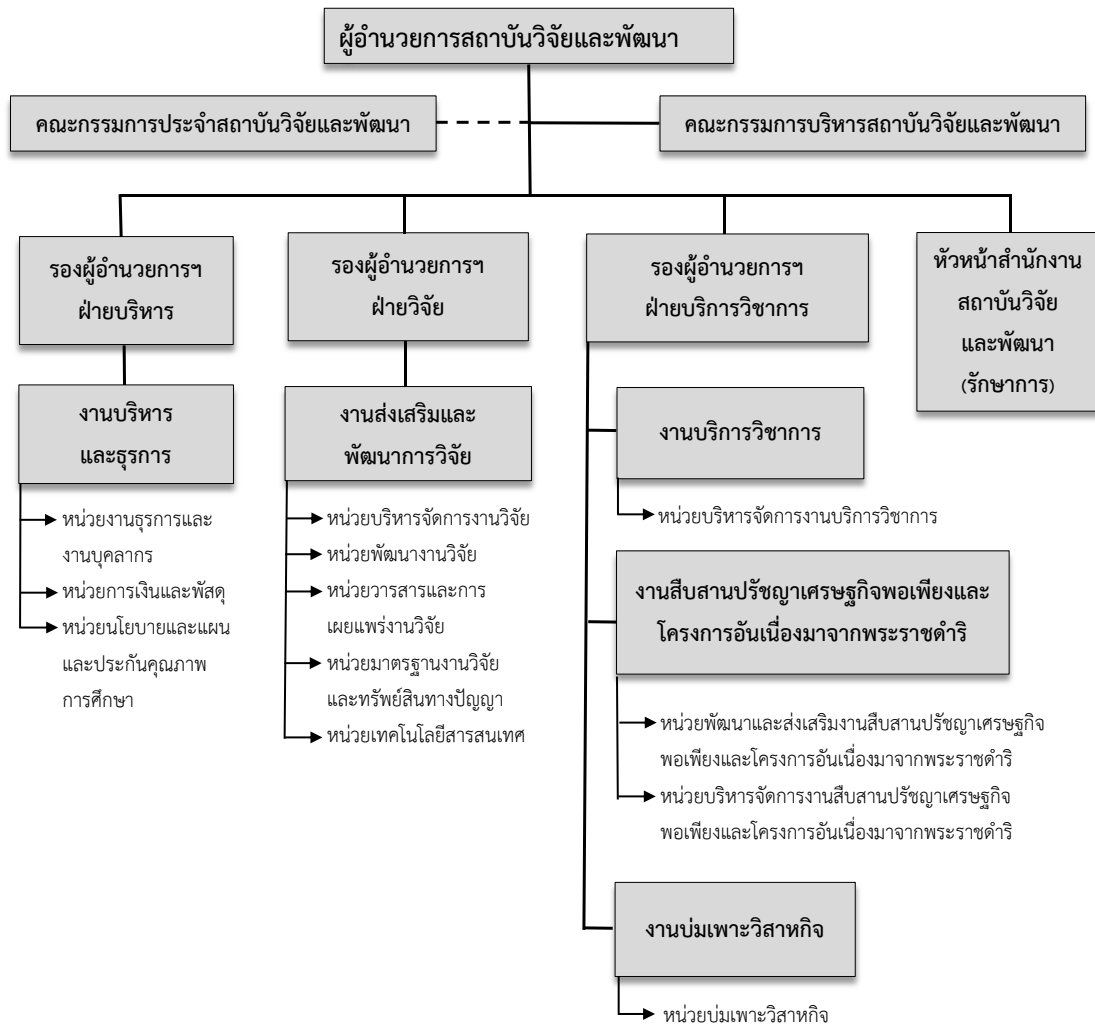 ผู้อำนวยการสถาบันวิจัยและพัฒนา
คณะกรรมการประจำสถาบันวิจัยและพัฒนา
คณะกรรมการบริหารสถาบันวิจัยและพัฒนา
รองผู้อำนวยการฯ
ฝ่ายบริหาร
งานบริหาร
และธุรการ
หน่วยงานธุรการและ
งานบุคลากร
หน่วยการเงินและพัสดุ
หน่วยนโยบายและแผน
และประกันคุณภาพ
การศึกษา
รองผู้อำนวยการฯ
ฝ่ายวิจัย
งานส่งเสริมและ
พัฒนาการวิจัย
หน่วยบริหารจัดการงานวิจัย
หน่วยพัฒนางานวิจัย
หน่วยวารสารและการ
เผยแพร่งานวิจัย
หน่วยมาตรฐานงานวิจัย
และทรัพย์สินทางปัญญา
หน่วยเทคโนโลยีสารสนเทศ
รองผู้อำนวยการฯ
ฝ่ายบริการวิชาการ
งานบริการวิชาการ
หน่วยบริหารจัดการงานบริการวิชาการ
งานสืบสานปรัชญาเศรษฐกิจพอเพียงและ
โครงการอันเนื่องมาจากพระราชดำริ
หน่วยพัฒนาและส่งเสริมงานสืบสานปรัชญาเศรษฐกิจ
พอเพียงและโครงการอันเนื่องมาจากพระราชดำริ
หน่วยบริหารจัดการงานสืบสานปรัชญาเศรษฐกิจ
พอเพียงและโครงการอันเนื่องมาจากพระราชดำริ
งานบ่มเพาะวิสาหกิจ
หน่วยบ่มเพาะวิสาหกิจ
หัวหน้าสำนักงาน
สถาบันวิจัย
และพัฒนา
(รักษาการ)